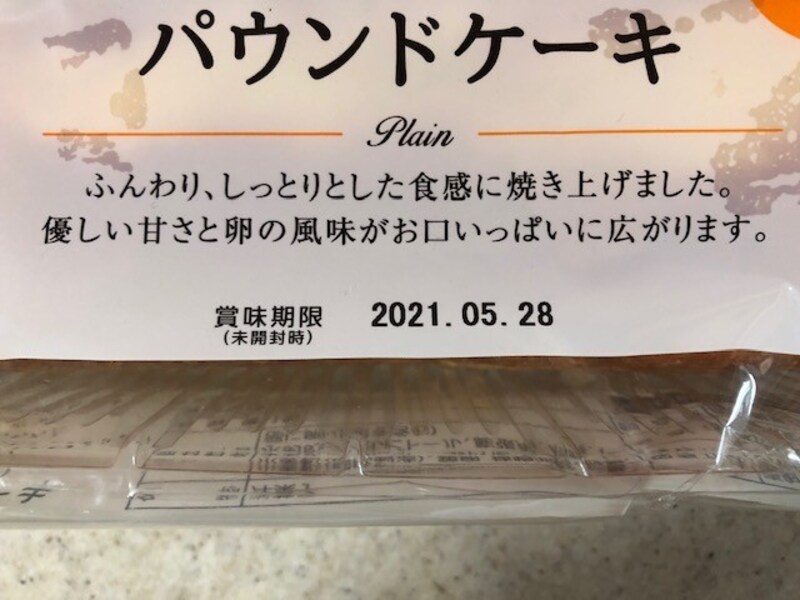 パウンドケーキ
Plain
ふんわり、しっとりとした食感に焼き上げました。
優しい甘さと卵の風味がお口いっぱいに広がります。
賞味期限 2021.05.28
(未開封時)